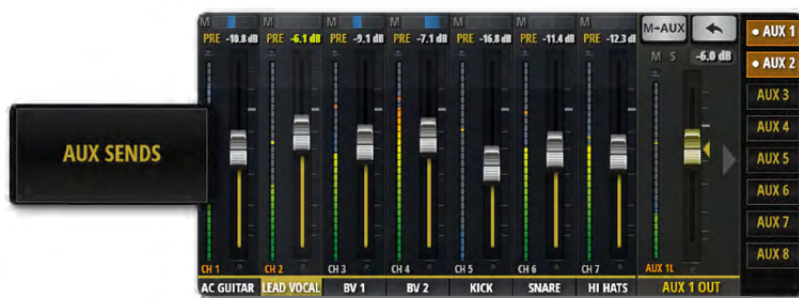 AUX SENDS
M M M M M M M
PRE -10.8 dB PRE -6.1 dB PRE -9.1 dB PRE -7.1 dB PRE -16.8 dB PRE -11.4 dB PRE -12.3 dB
CH 1 CH 2 CH 3 CH 4 CH 5 CH 6 CH 7
AC GUITAR LEAD VOCAL BV 1 BV 2 KICK SNARE HI HATS
M→AUX
M S -6.0 dB
AUX 1L
AUX 1 OUT
AUX 1
AUX 2
AUX 3
AUX 4
AUX 5
AUX 6
AUX 7
AUX 8